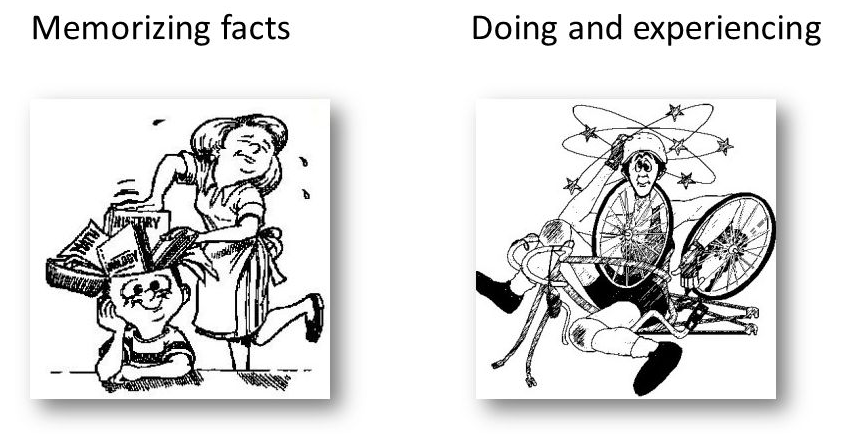 Memorizing facts
Doing and experiencing
HISTORY
MATH
BIOLOGY